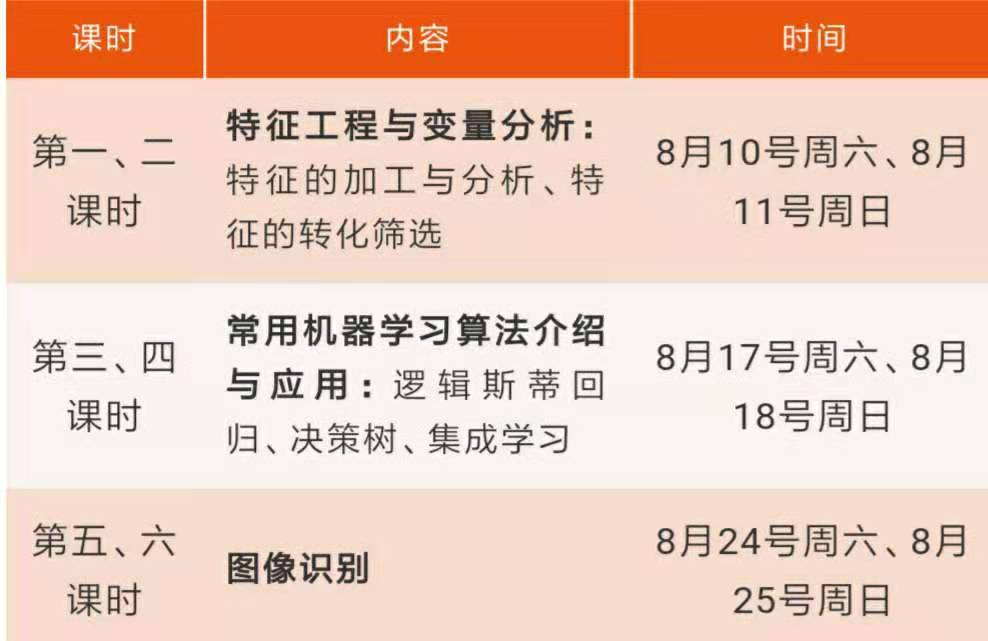 课时 内容 时间
第一、二
课时
特征工程与变量分析：
特征的加工与分析、特
征的转化筛选
8月10号周六、8月
11号周日
第三、四
课时
常用机器学习算法介绍
与应用：逻辑斯蒂回
归、决策树、集成学习
8月17号周六、8月
18号周日
第五、六
课时
图像识别
8月24号周六、8月
25号周日